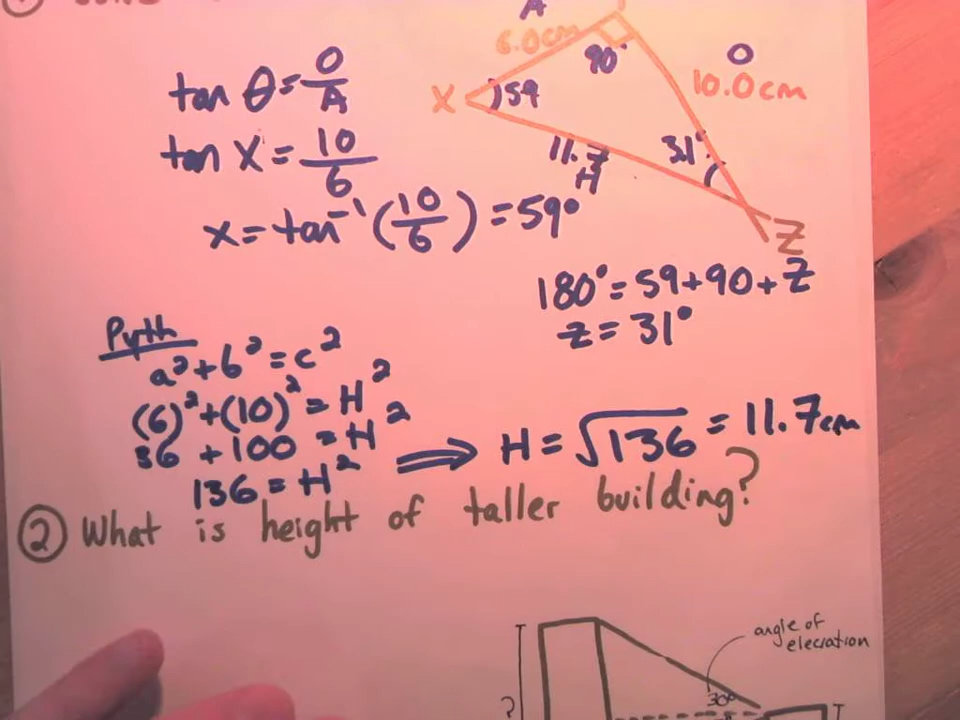 A
6.0cm
90°
O
10.0cm
X
59
11.7
H
31°
Z
tan θ = O/A
tan X = 10/6
x = tan⁻¹ (10/6) = 59°
180° = 59 + 90 + Z
z = 31°
Pyth
a² + b² = c²
(6)² + (10)² = H²
36 + 100 = H²
136 = H²
⇒ H = √136 = 11.7cm
② What is height of taller building?
angle of
elecration
30°
?